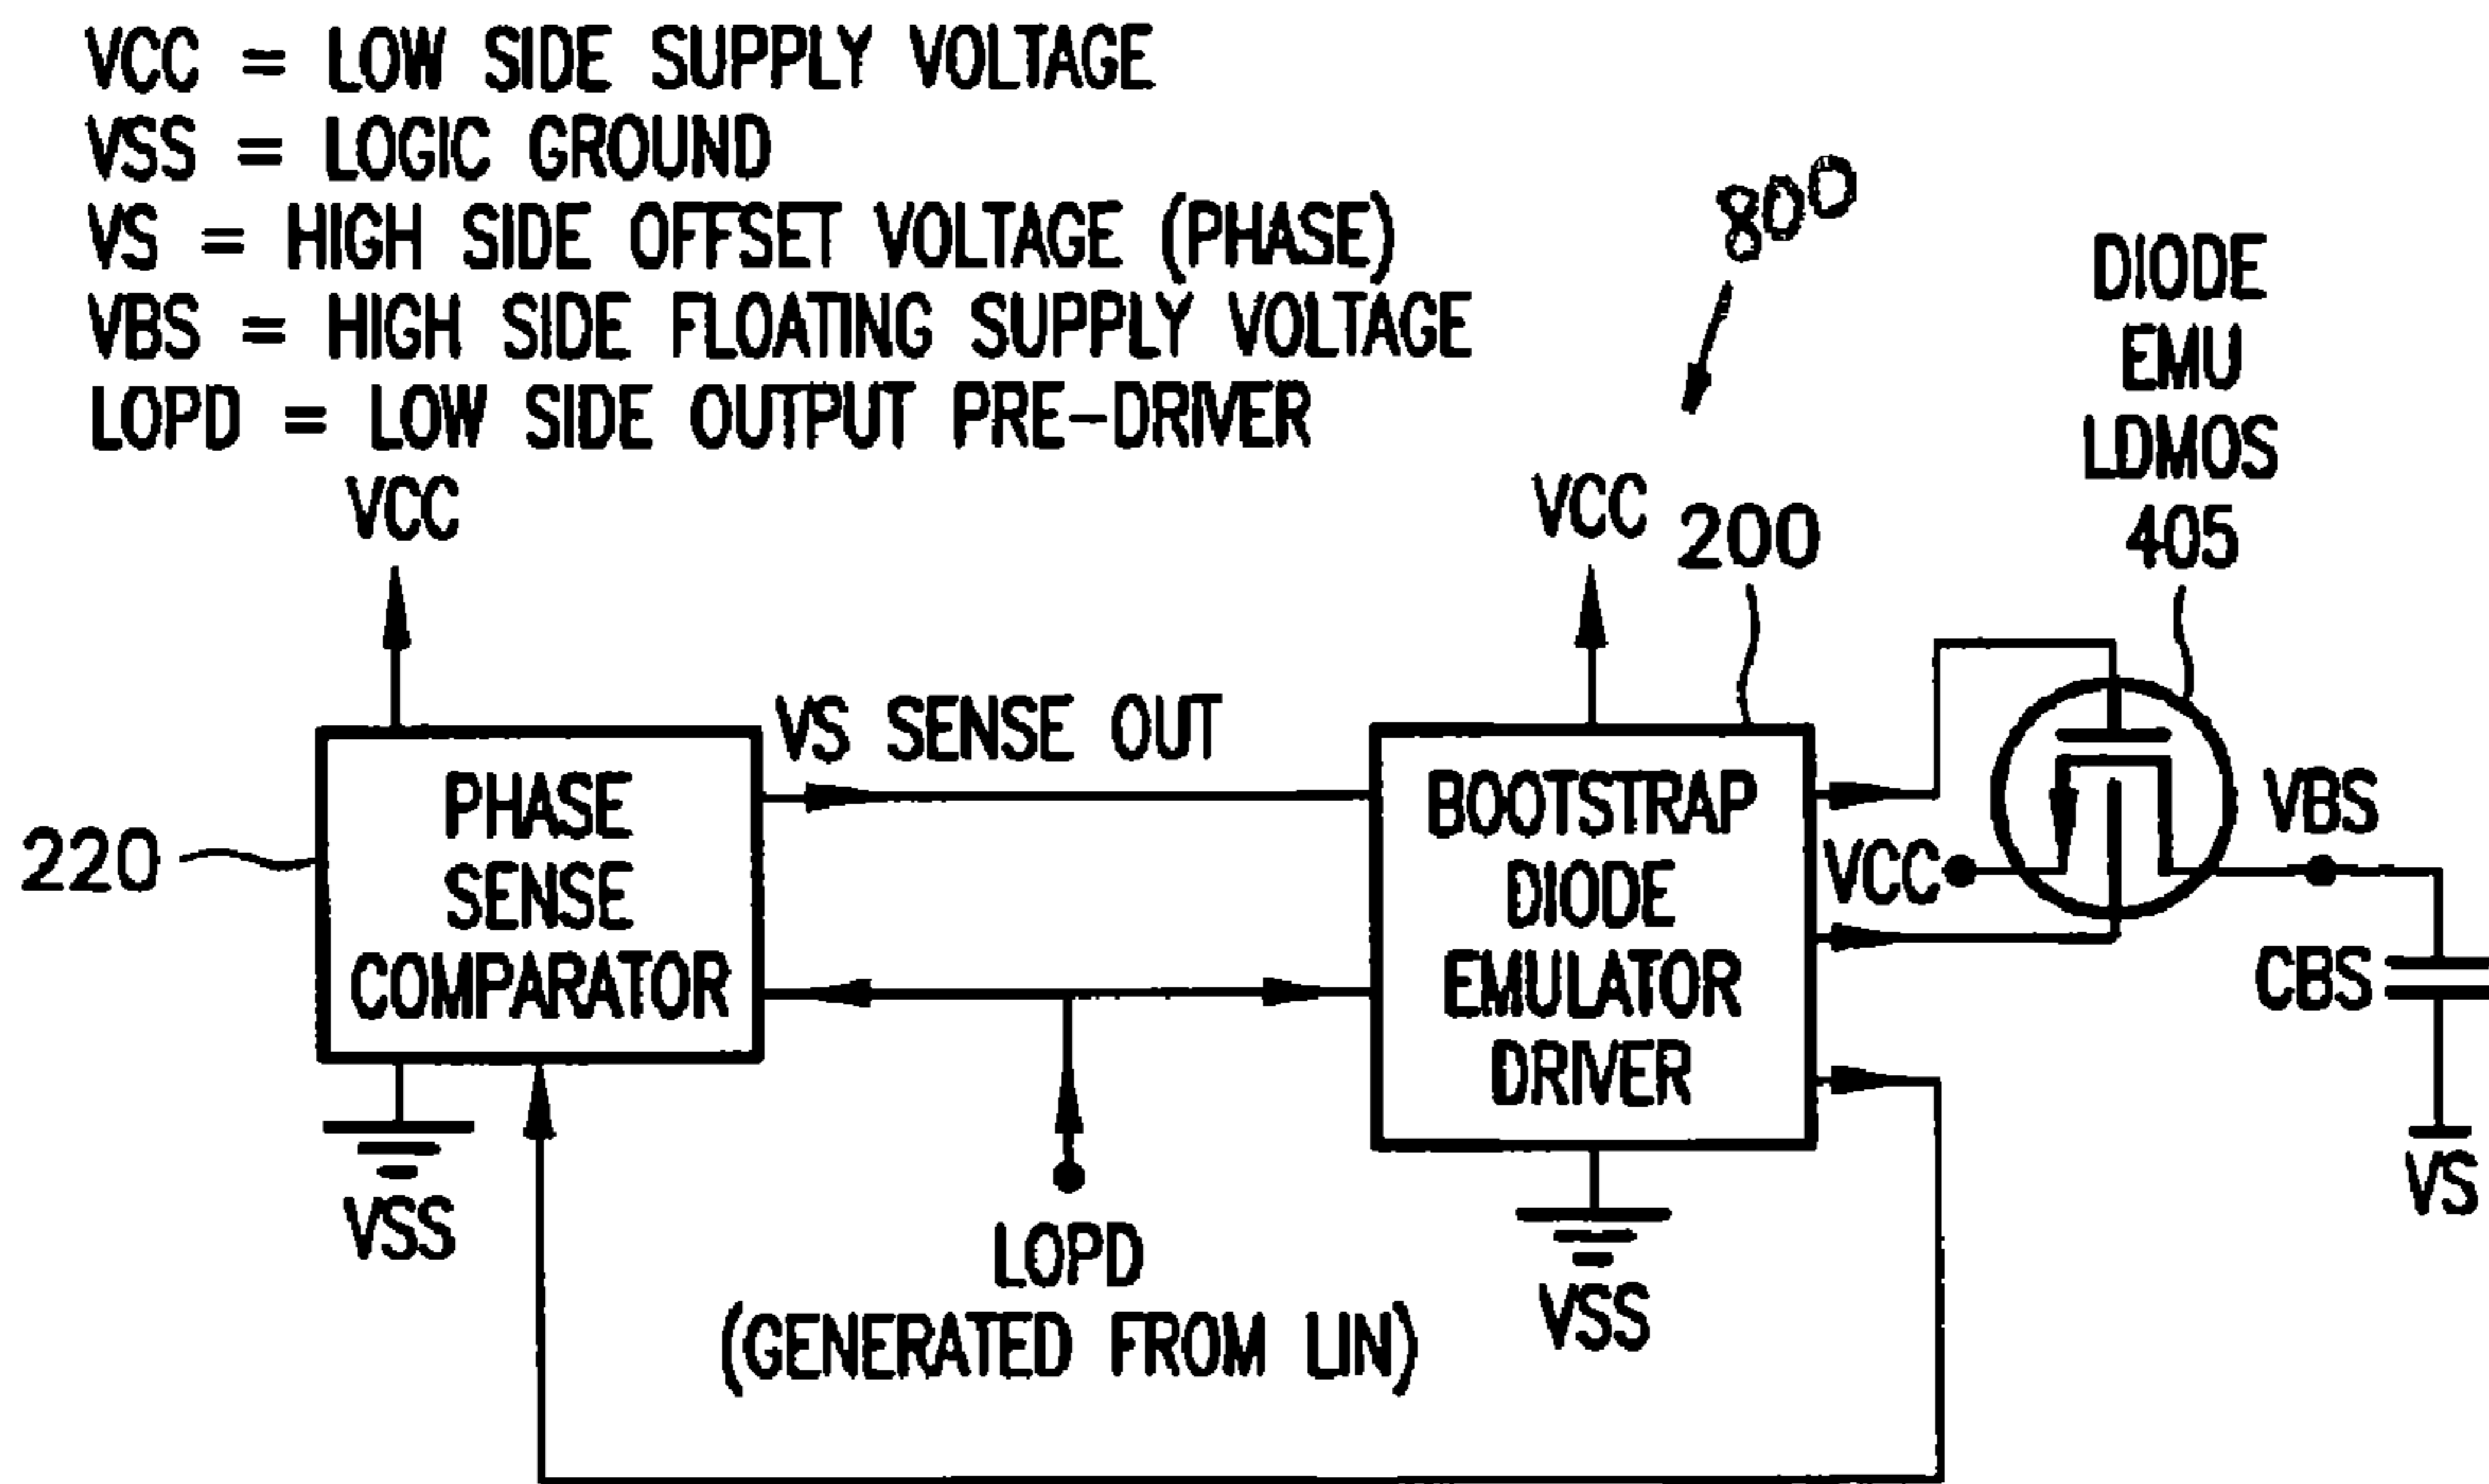 VCC = LOW SIDE SUPPLY VOLTAGE
VSS = LOGIC GROUND
VS = HIGH SIDE OFFSET VOLTAGE (PHASE)
VBS = HIGH SIDE FLOATING SUPPLY VOLTAGE
LOPD = LOW SIDE OUTPUT PRE-DRIVER
800
DIODE
EMU
LDMOS
405
VCC
VCC
200
VS SENSE OUT
PHASE
SENSE
COMPARATOR
220
BOOTSTRAP
DIODE
EMULATOR
DRIVER
VCC
VBS
CBS
VS
VSS
LOPD
(GENERATED FROM LIN)
VSS